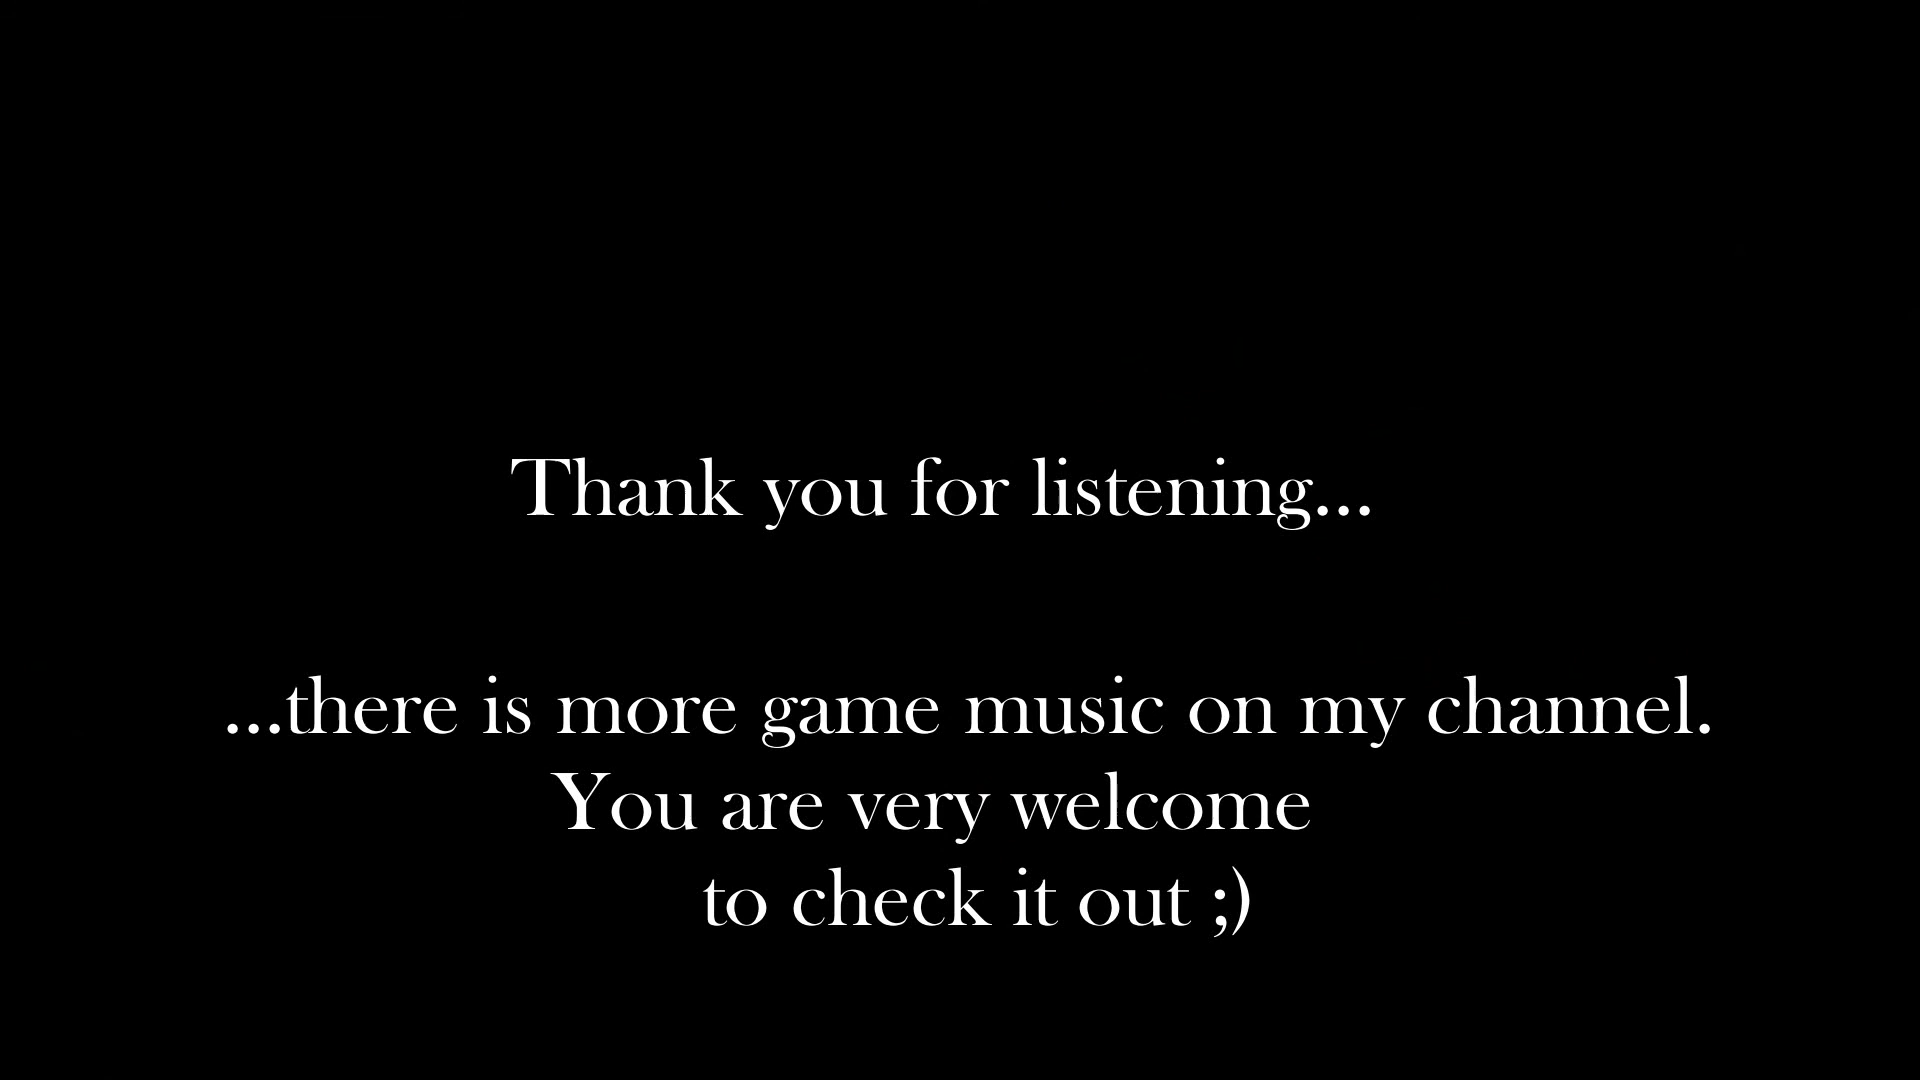 Thank you for listening...
...there is more game music on my channel.
You are very welcome
to check it out ;)